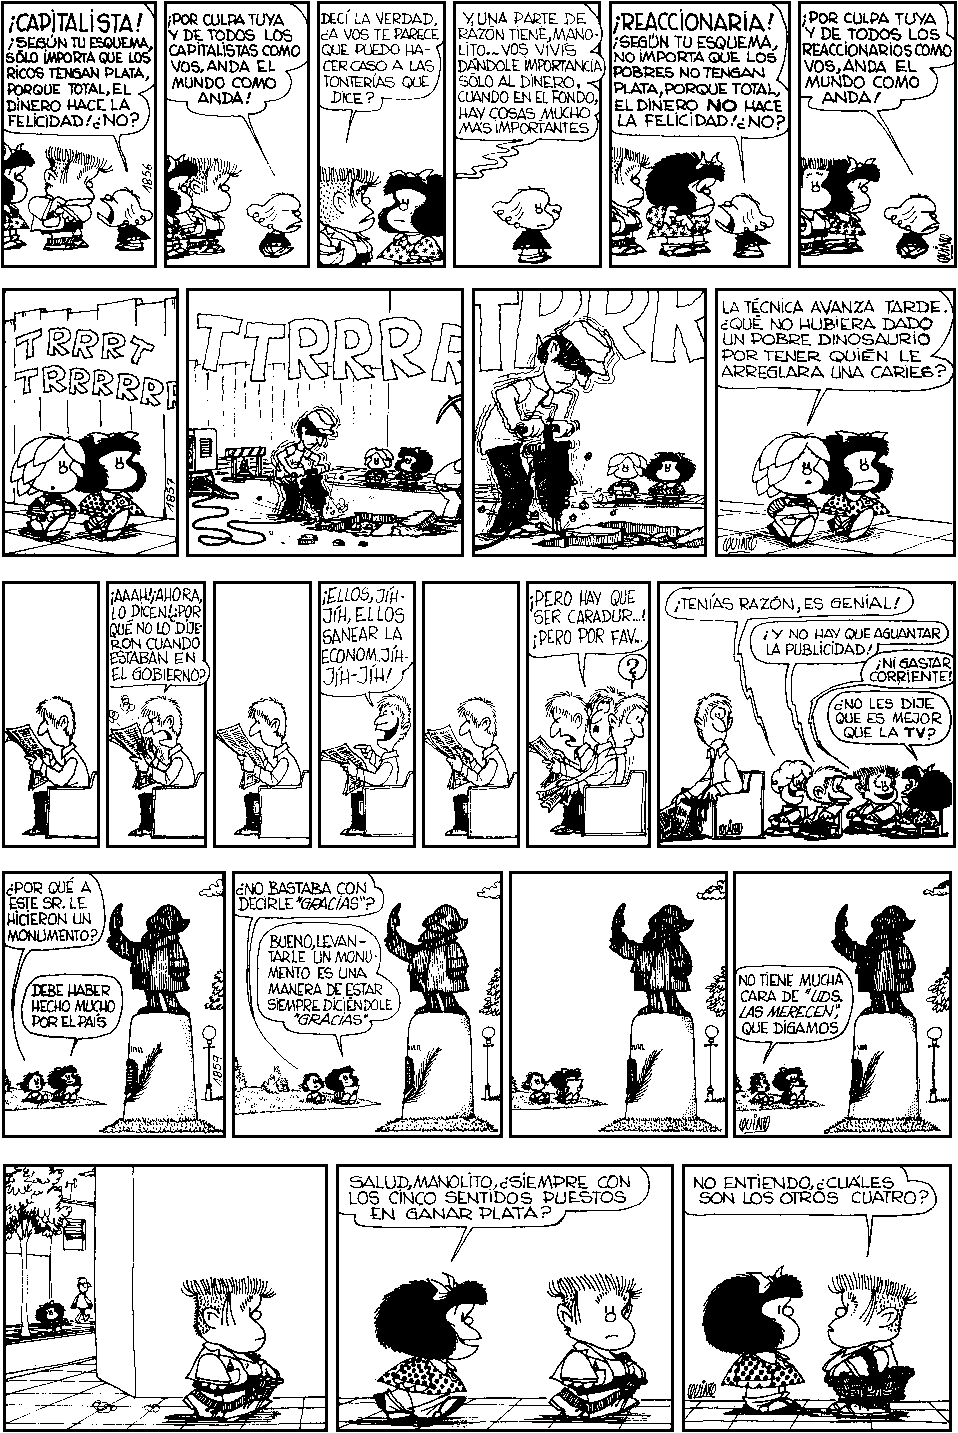 ¡CAPITALISTA!
¡SEGÚN TU ESQUEMA,
SÓLO IMPORTA QUE LOS
RICOS TENGAN PLATA,
PORQUE TOTAL, EL
DINERO HACE LA
FELICIDAD! ¿NO?
1856
¡POR CULPA TUYA
Y DE TODOS LOS
CAPITALISTAS COMO
VOS, ANDA EL
MUNDO COMO
ANDA!
DECÍ LA VERDAD,
¿A VOS TE PARECE
QUE PUEDO HA-
CER CASO A LAS
TONTERÍAS QUE
DICE?
Y, UNA PARTE DE
RAZÓN TIENE, MANO-
LITO... VOS VIVÍS
DÁNDOLE IMPORTANCIA
SÓLO AL DINERO,
CUANDO EN EL FONDO,
HAY COSAS MUCHO
MÁS IMPORTANTES
¡REACCIONARIA!
¡SEGÚN TU ESQUEMA,
NO IMPORTA QUE LOS
POBRES NO TENGAN
PLATA, PORQUE TOTAL,
EL DINERO NO HACE
LA FELICIDAD! ¿NO?
¡POR CULPA TUYA
Y DE TODOS LOS
REACCIONARIOS COMO
VOS, ANDA EL
MUNDO COMO
ANDA!
QUINO
TRRRT
TRRRRRR
1857
TTRRRR
TRRRR
LA TÉCNICA AVANZA TARDE.
¿QUÉ NO HUBIERA DADO
UN POBRE DINOSAURIO
POR TENER QUIÉN LE
ARREGLARA UNA CARIES?
QUINO
¡AAAH! ¡AHORA,
LO DICEN! ¿POR
QUÉ NO LO DIJE-
RON CUANDO
ESTABAN EN
EL GOBIERNO?
¡ELLOS, JÍH-
JÍH, ELLOS
SANEAR LA
ECONOM.. JÍH-
JÍH-JÍH!
¡PERO HAY QUE
SER CARADUR...!
¡PERO POR FAV..
?
¡TENÍAS RAZÓN, ES GENIAL!
¡Y NO HAY QUE AGUANTAR
LA PUBLICIDAD!
¡NI GASTAR
CORRIENTE!
¿NO LES DIJE
QUE ES MEJOR
QUE LA TV?
QUINO
¿POR QUÉ A
ESTE SR. LE
HICIERON UN
MONUMENTO?
DEBE HABER
HECHO MUCHO
POR EL PAÍS
1859
¿NO BASTABA CON
DECIRLE "GRACIAS"?
BUENO, LEVAN-
TARLE UN MONU-
MENTO ES UNA
MANERA DE ESTAR
SIEMPRE DICIÉNDOLE
"GRACIAS"
NO TIENE MUCHA
CARA DE "UDS.
LAS MERECEN",
QUE DIGAMOS
QUINO
SALUD, MANOLITO, ¿SIEMPRE CON
LOS CINCO SENTIDOS PUESTOS
EN GANAR PLATA?
NO ENTIENDO, ¿CUÁLES
SON LOS OTROS CUATRO?
QUINO